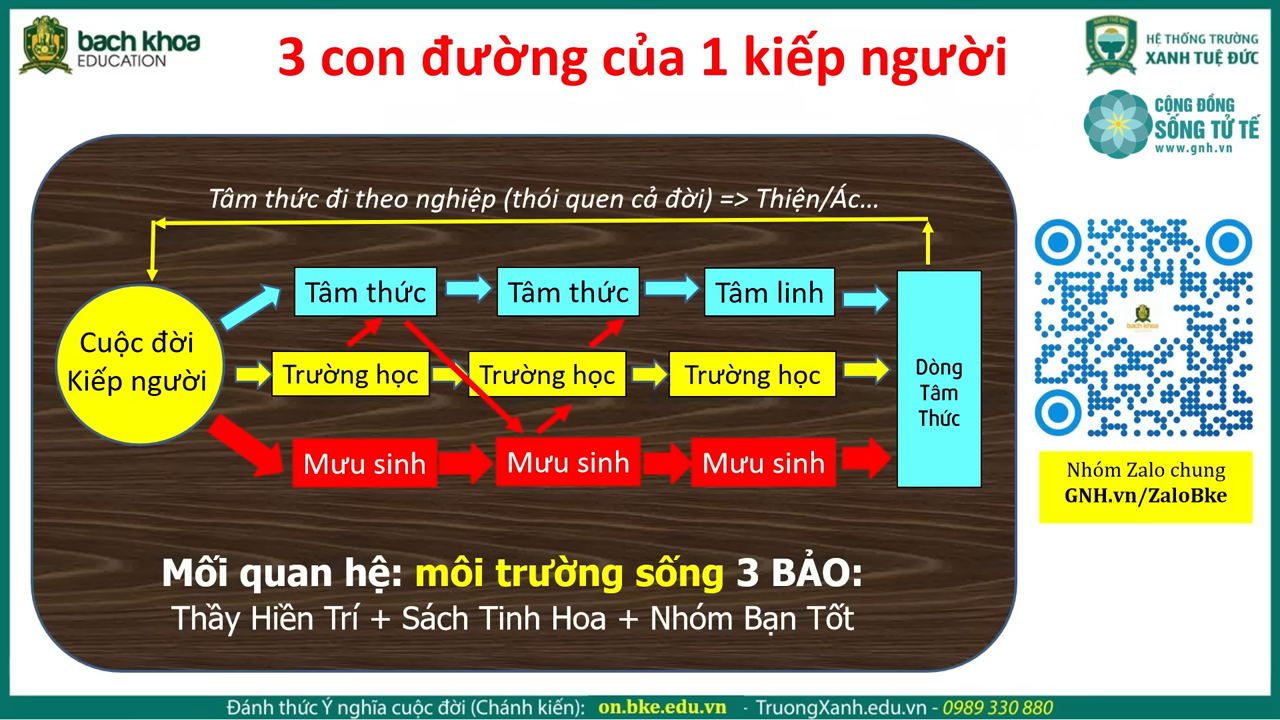 bach khoa
EDUCATION
3 con đường của 1 kiếp người
HỆ THỐNG TRƯỜNG
XANH TUỆ ĐỨC
CỘNG ĐỒNG
SỐNG TỬ TẾ
www.gnh.vn
Tâm thức đi theo nghiệp (thói quen cả đời) => Thiện/Ác...
Cuộc đời
Kiếp người
Tâm thức
Tâm thức
Tâm linh
Trường học
Trường học
Trường học
Mưu sinh
Mưu sinh
Mưu sinh
Dòng
Tâm
Thức
Mối quan hệ: môi trường sống 3 BẢO:
Thầy Hiền Trí + Sách Tinh Hoa + Nhóm Bạn Tốt
bach khoa
Nhóm Zalo chung
GNH.vn/ZaloBke
Đánh thức Ý nghĩa cuộc đời (Chánh kiến): on.bke.edu.vn - TruongXanh.edu.vn - 0989 330 880